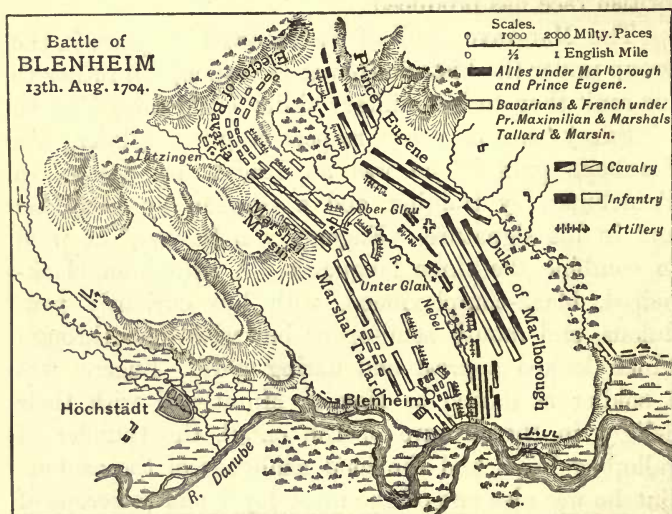 Battle of
BLENHEIM
13th. Aug. 1704.
Scales.
0 1000 2000 Milty. Paces
0 ½ 1 English Mile
Allies under Marlborough
and Prince Eugene.
Bavarians & French under
Pr. Maximilian & Marshals
Tallard & Marsin.
Cavalry
Infantry
Artillery
Elector of Bavaria
Prince Eugene
Lutzingen
Marshal Marsin
Ober Glau
Unter Glau
R. Nebel
Duke of Marlborough
Marshal Tallard
Blenheim
Höchstädt
R. Danube